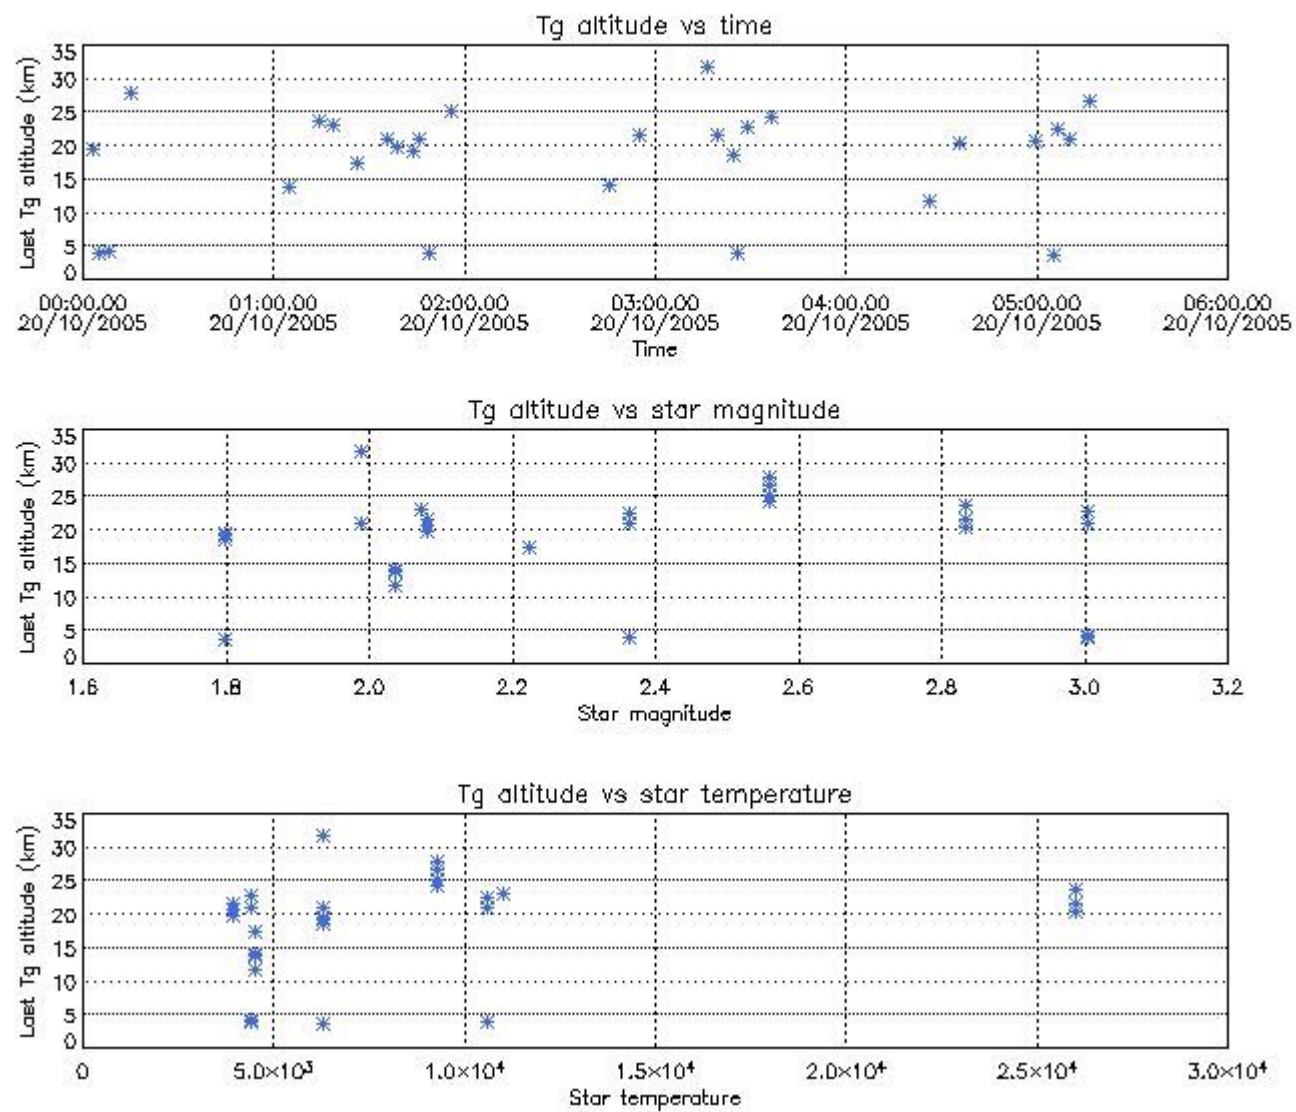 Tg altitude vs time
Last Tg altitude (km)
35
30
25
20
15
10
5
0
00:00.00 01:00.00 02:00.00 03:00.00 04:00.00 05:00.00 06:00.00
20/10/2005 20/10/2005 20/10/2005 20/10/2005 20/10/2005 20/10/2005 20/10/2005
Time
Tg altitude vs star magnitude
Last Tg altitude (km)
35
30
25
20
15
10
5
0
1.6 1.8 2.0 2.2 2.4 2.6 2.8 3.0 3.2
Star magnitude
Tg altitude vs star temperature
Last Tg altitude (km)
35
30
25
20
15
10
5
0
0 5.0×10³ 1.0×10⁴ 1.5×10⁴ 2.0×10⁴ 2.5×10⁴ 3.0×10⁴
Star temperature